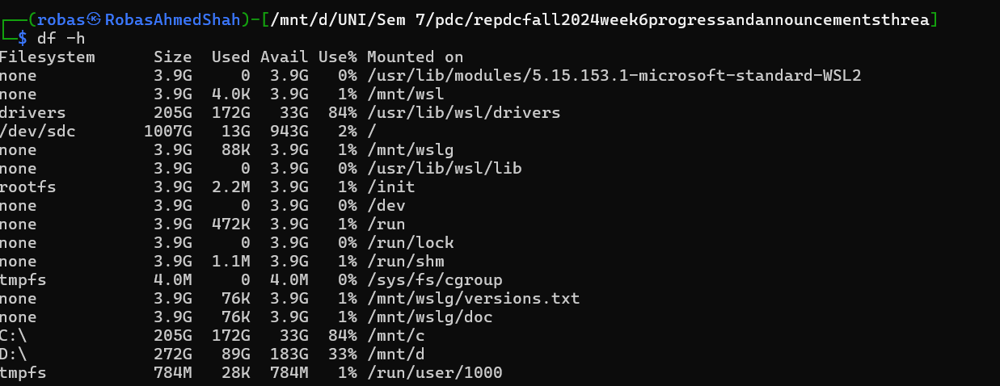 ┌──(robas㉿RobasAhmedShah)-[/mnt/d/UNI/Sem 7/pdc/repdcfall2024week6progressandannouncementsthrea]
└─$ df -h
Filesystem      Size  Used Avail Use% Mounted on
none            3.9G     0  3.9G   0% /usr/lib/modules/5.15.153.1-microsoft-standard-WSL2
none            3.9G  4.0K  3.9G   1% /mnt/wsl
drivers         205G  172G   33G  84% /usr/lib/wsl/drivers
/dev/sdc       1007G   13G  943G   2% /
none            3.9G   88K  3.9G   1% /mnt/wslg
none            3.9G     0  3.9G   0% /usr/lib/wsl/lib
rootfs          3.9G  2.2M  3.9G   1% /init
none            3.9G     0  3.9G   0% /dev
none            3.9G  472K  3.9G   1% /run
none            3.9G     0  3.9G   0% /run/lock
none            3.9G  1.1M  3.9G   1% /run/shm
tmpfs           4.0M     0  4.0M   0% /sys/fs/cgroup
none            3.9G   76K  3.9G   1% /mnt/wslg/versions.txt
none            3.9G   76K  3.9G   1% /mnt/wslg/doc
C:\             205G  172G   33G  84% /mnt/c
D:\             272G   89G  183G  33% /mnt/d
tmpfs           784M   28K  784M   1% /run/user/1000